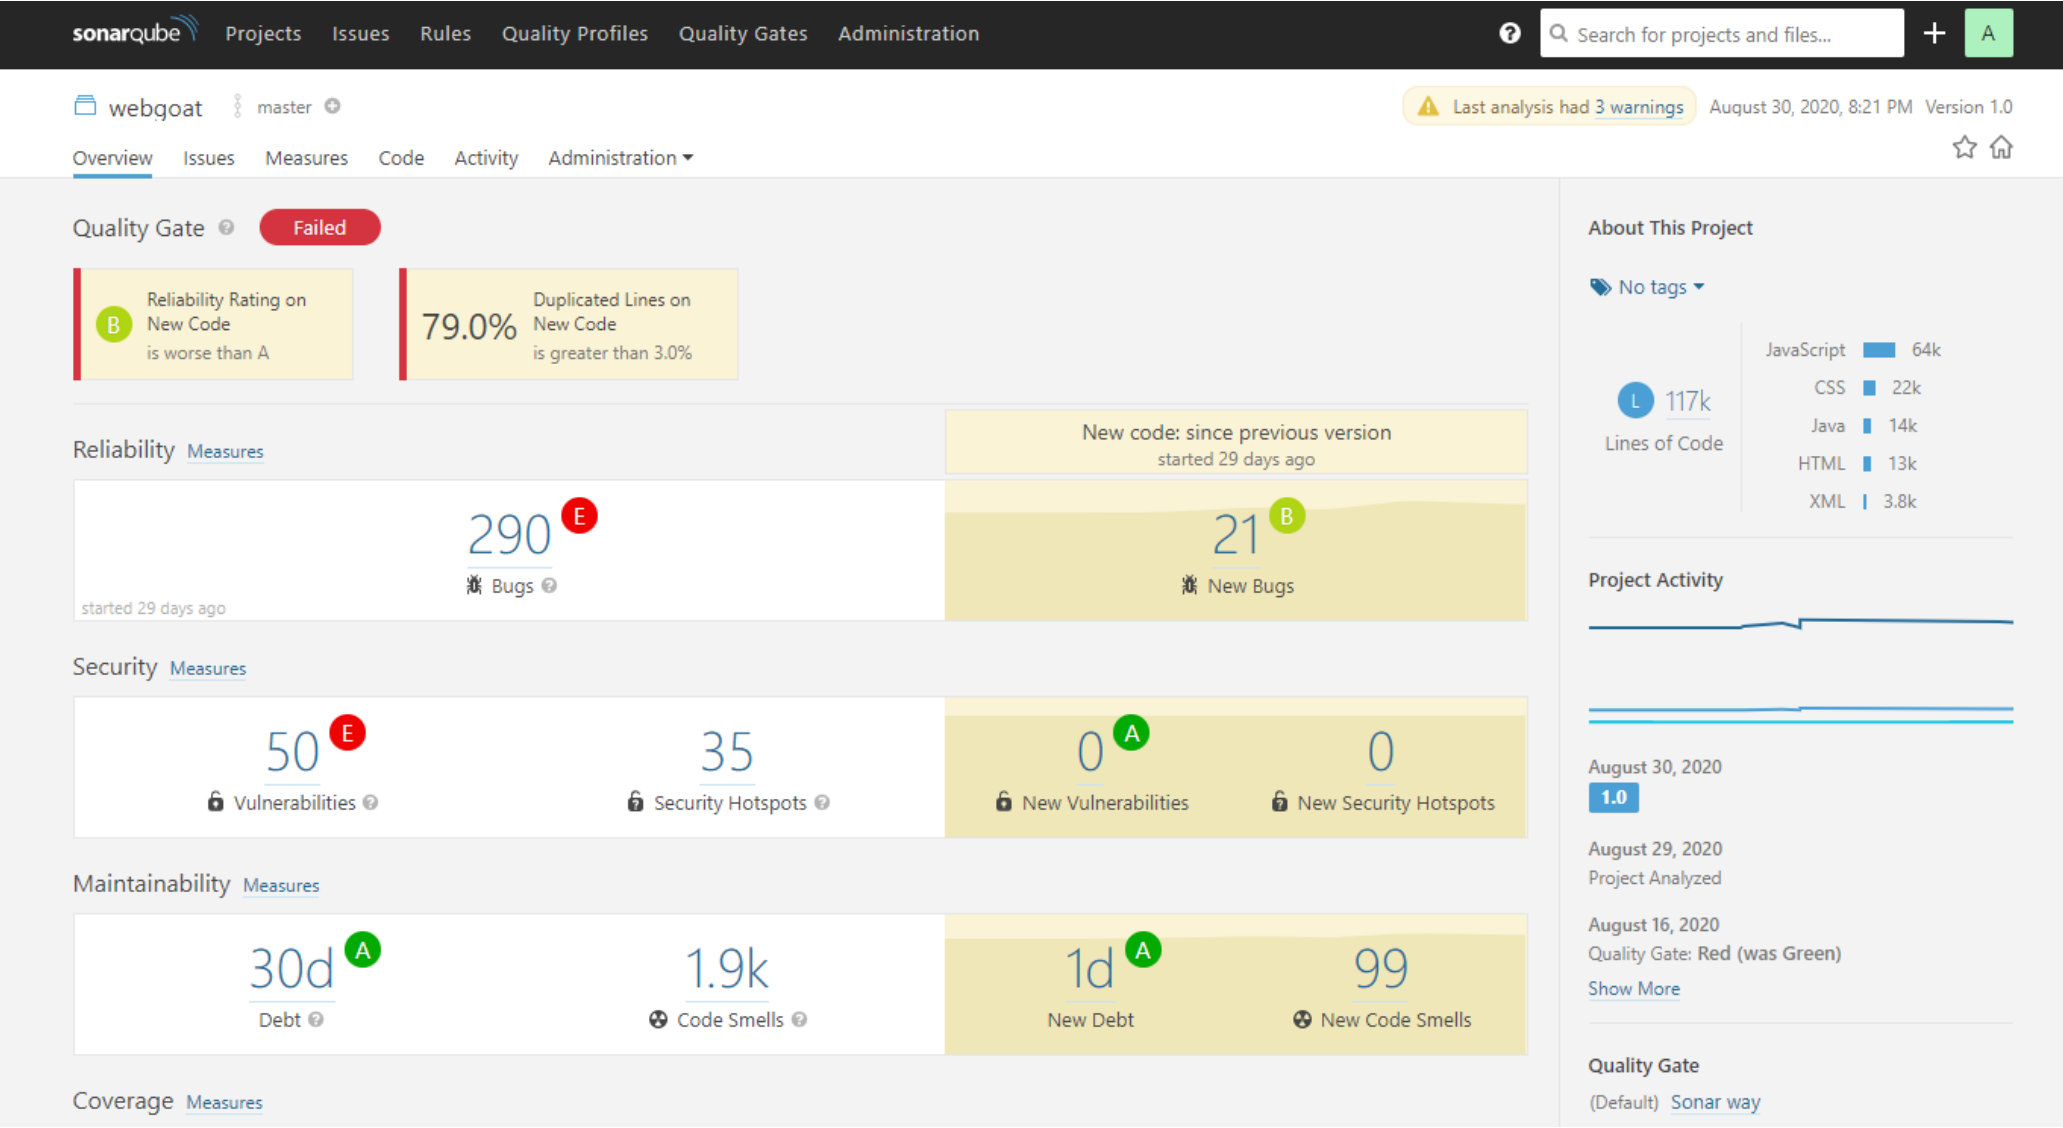 sonarqube Projects Issues Rules Quality Profiles Quality Gates Administration ? Search for projects and files... + A
webgoat master Last analysis had 3 warnings August 30, 2020, 8:21 PM Version 1.0
Overview Issues Measures Code Activity Administration
Quality Gate ? Failed
B Reliability Rating on
New Code
is worse than A
79.0% Duplicated Lines on
New Code
is greater than 3.0%
Reliability Measures
New code: since previous version
started 29 days ago
290 E
Bugs ?
started 29 days ago
21 B
New Bugs
Security Measures
50 E
Vulnerabilities ?
35
Security Hotspots ?
0 A
New Vulnerabilities
0
New Security Hotspots
Maintainability Measures
30d A
Debt ?
1.9k
Code Smells ?
1d A
New Debt
99
New Code Smells
Coverage Measures
About This Project
No tags
L 117k
Lines of Code
JavaScript 64k
CSS 22k
Java 14k
HTML 13k
XML 3.8k
Project Activity
August 30, 2020
1.0
August 29, 2020
Project Analyzed
August 16, 2020
Quality Gate: Red (was Green)
Show More
Quality Gate
(Default) Sonar way